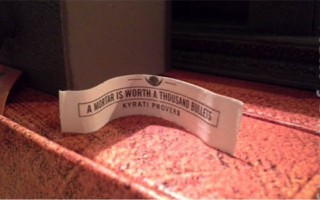 A MORTAR IS WORTH A THOUSAND BULLETS
KYRATI PROVERB